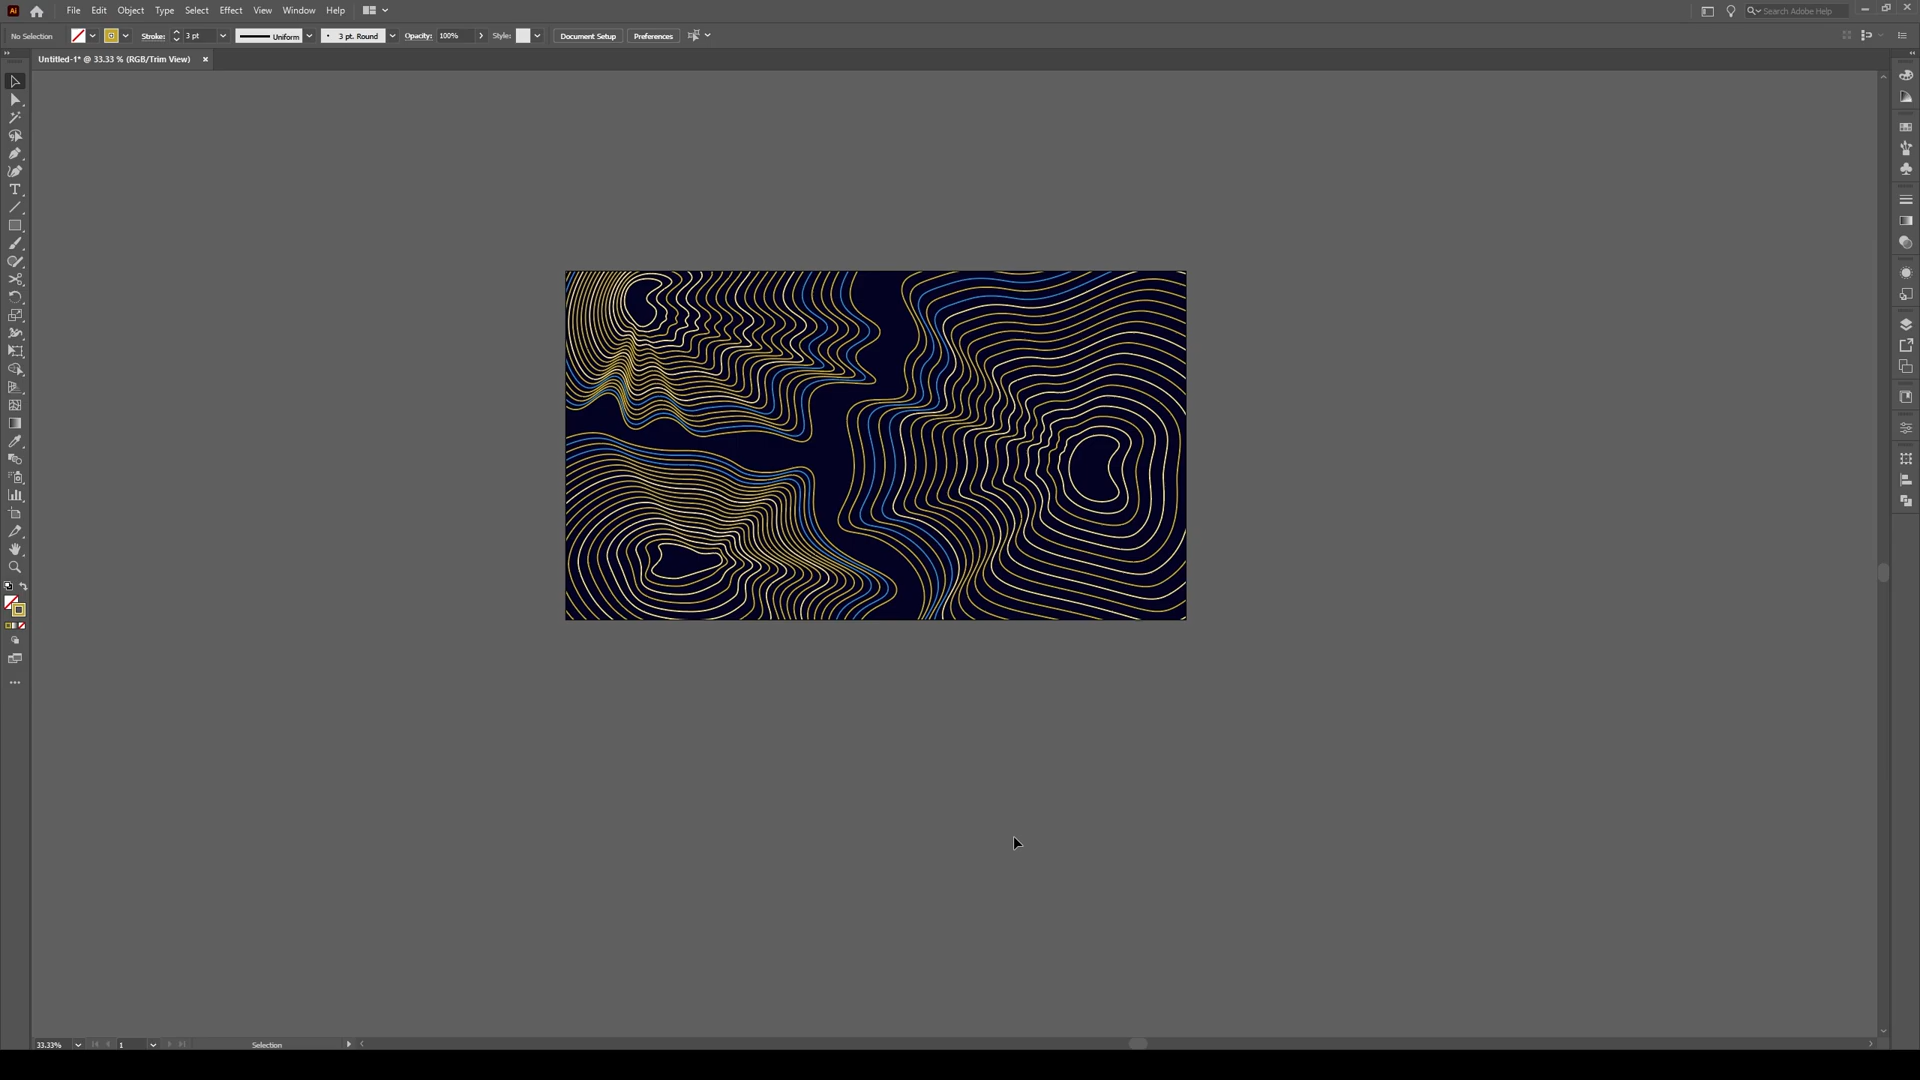 Ai File Edit Object Type Select Effect View Window Help Search Adobe Help
No Selection Stroke: 3 pt Uniform 3 pt. Round Opacity: 100% Style: Document Setup Preferences
Untitled-1* @ 33.33 % (RGB/Trim View) ×
33.33% 1 Selection